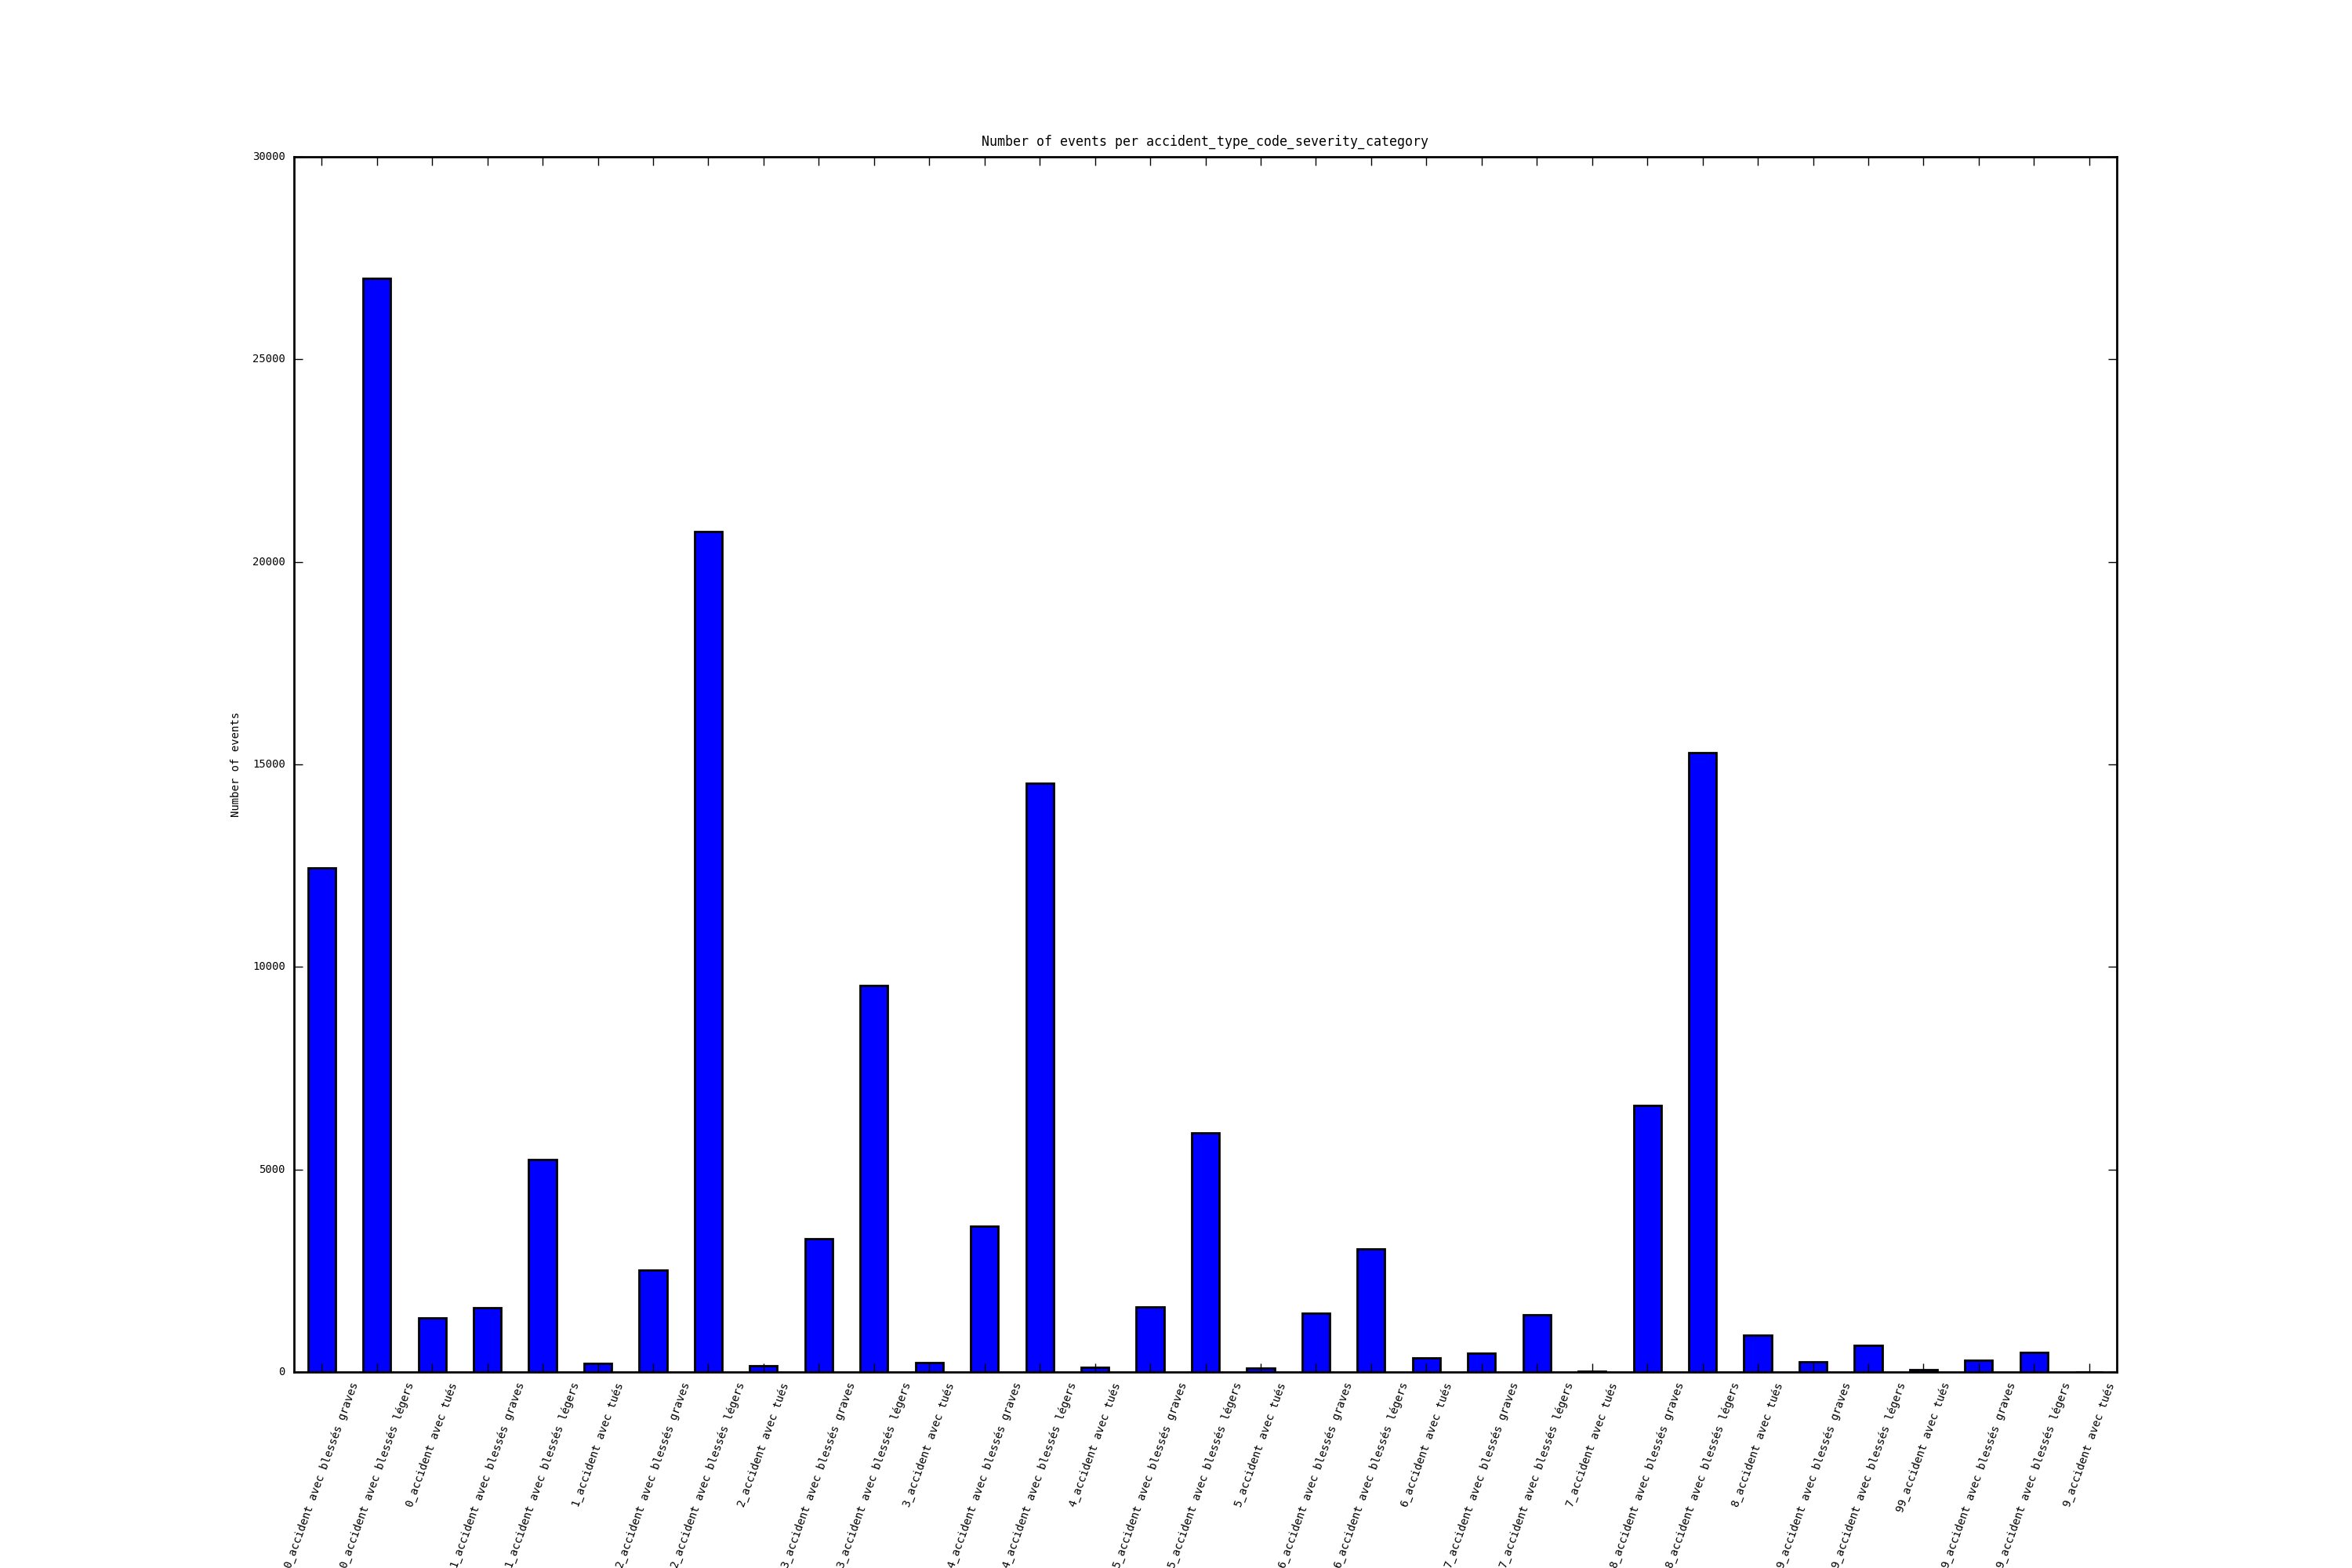 Number of events per accident_type_code_severity_category
30000
25000
20000
15000
10000
5000
0
Number of events
0_accident avec blessés graves
0_accident avec blessés légers
0_accident avec tués
1_accident avec blessés graves
1_accident avec blessés légers
1_accident avec tués
2_accident avec blessés graves
2_accident avec blessés légers
2_accident avec tués
3_accident avec blessés graves
3_accident avec blessés légers
3_accident avec tués
4_accident avec blessés graves
4_accident avec blessés légers
4_accident avec tués
5_accident avec blessés graves
5_accident avec blessés légers
5_accident avec tués
6_accident avec blessés graves
6_accident avec blessés légers
6_accident avec tués
7_accident avec blessés graves
7_accident avec blessés légers
7_accident avec tués
8_accident avec blessés graves
8_accident avec blessés légers
8_accident avec tués
9_accident avec blessés graves
9_accident avec blessés légers
99_accident avec tués
9_accident avec blessés graves
9_accident avec blessés légers
9_accident avec tués